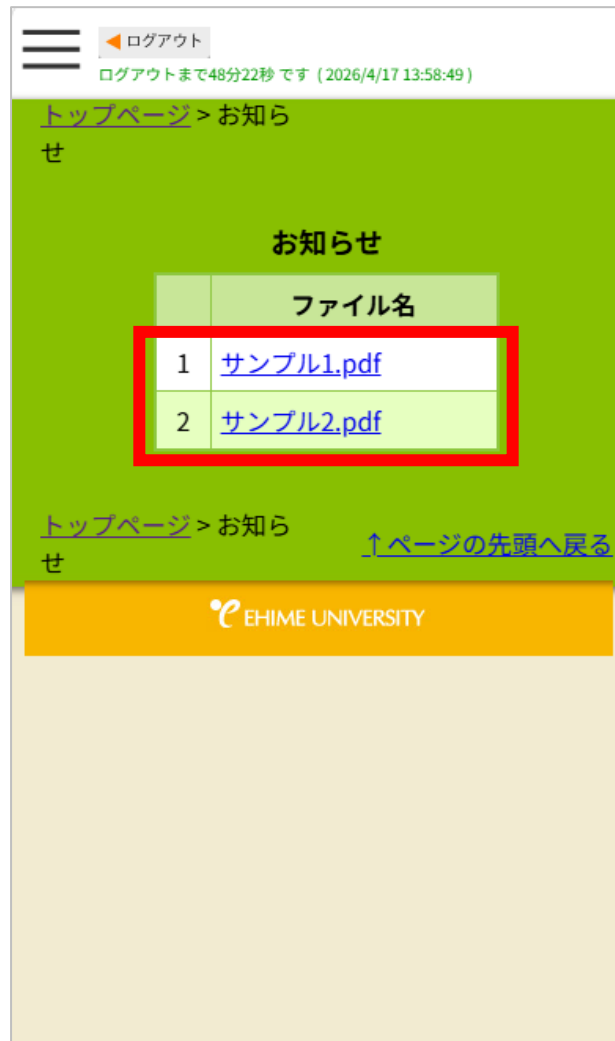 ログアウト
ログアウトまで48分22秒 です ( 2026/4/17 13:58:49 )
トップページ > お知ら
せ
お知らせ
ファイル名
1 サンプル1.pdf
2 サンプル2.pdf
トップページ > お知ら
せ
↑ページの先頭へ戻る
EHIME UNIVERSITY